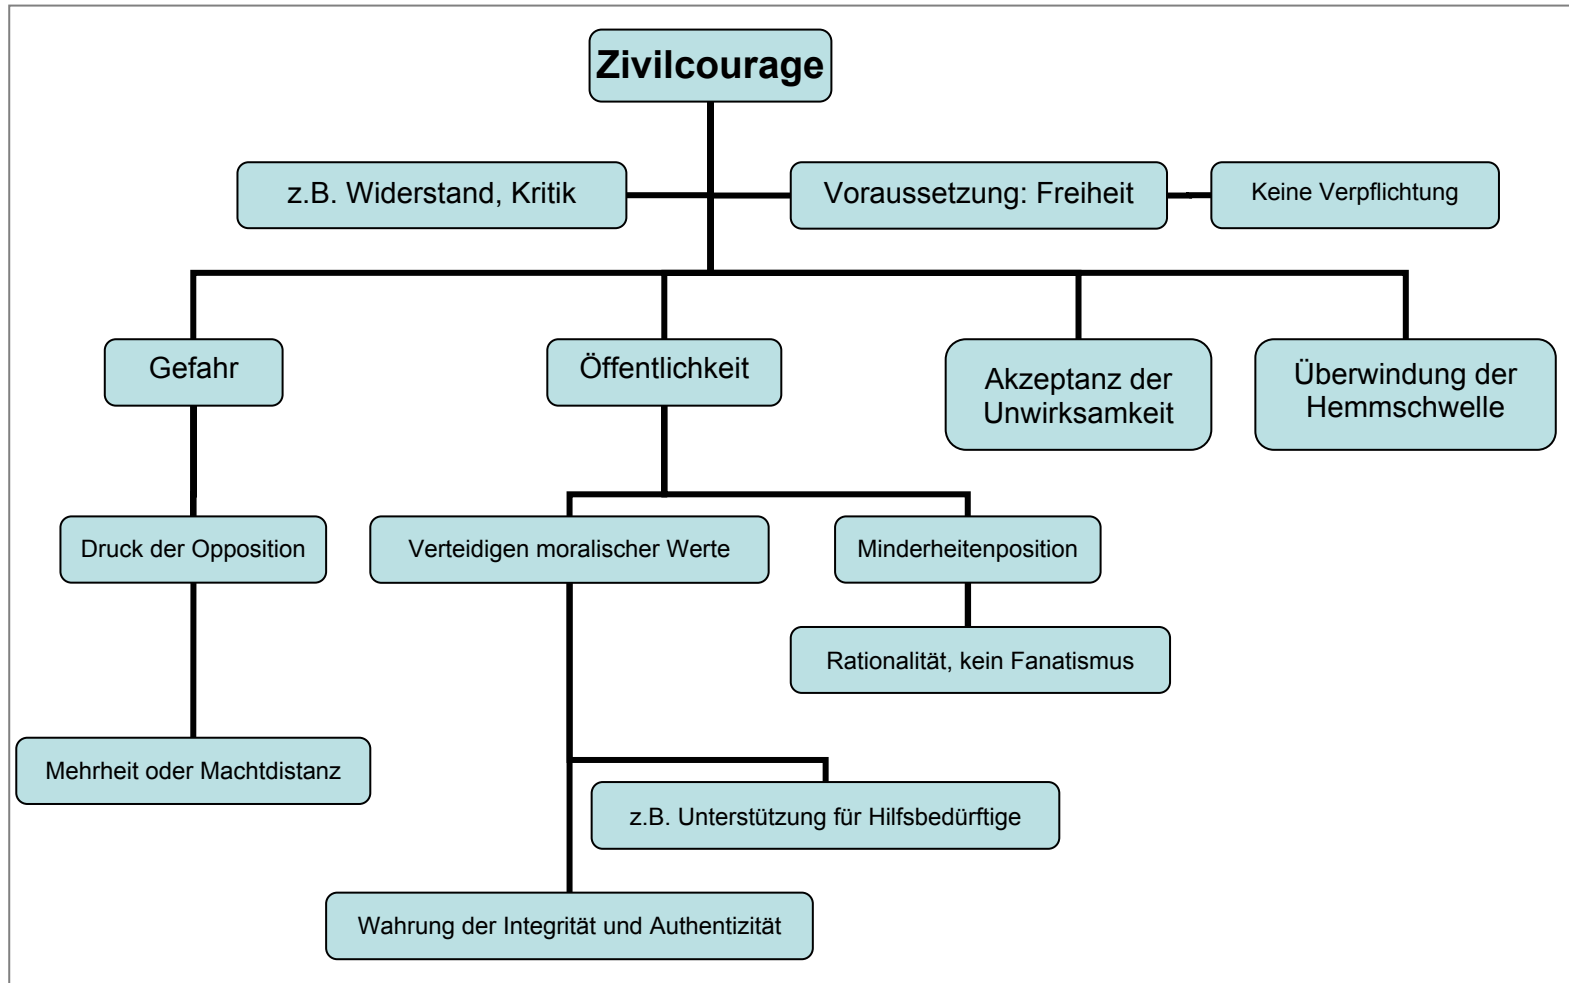 Zivilcourage
z.B. Widerstand, Kritik
Voraussetzung: Freiheit
Keine Verpflichtung
Gefahr
Öffentlichkeit
Akzeptanz der
Unwirksamkeit
Überwindung der
Hemmschwelle
Druck der Opposition
Verteidigen moralischer Werte
Minderheitenposition
Rationalität, kein Fanatismus
Mehrheit oder Machtdistanz
z.B. Unterstützung für Hilfsbedürftige
Wahrung der Integrität und Authentizität